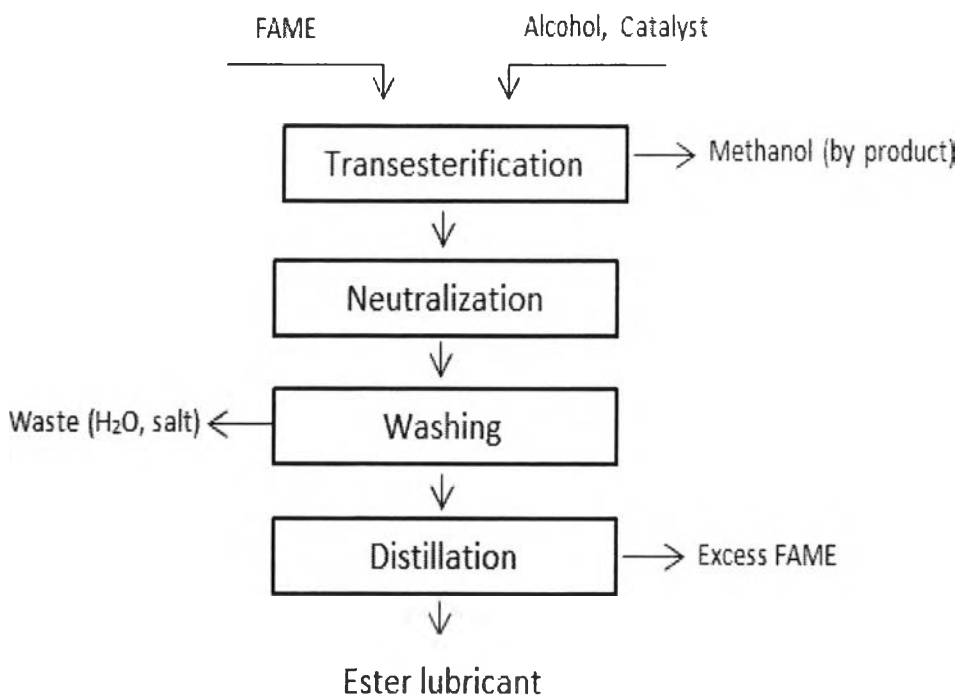 FAME
Alcohol, Catalyst
Transesterification
Methanol (by product)
Neutralization
Waste (H₂O, salt)
Washing
Distillation
Excess FAME
Ester lubricant